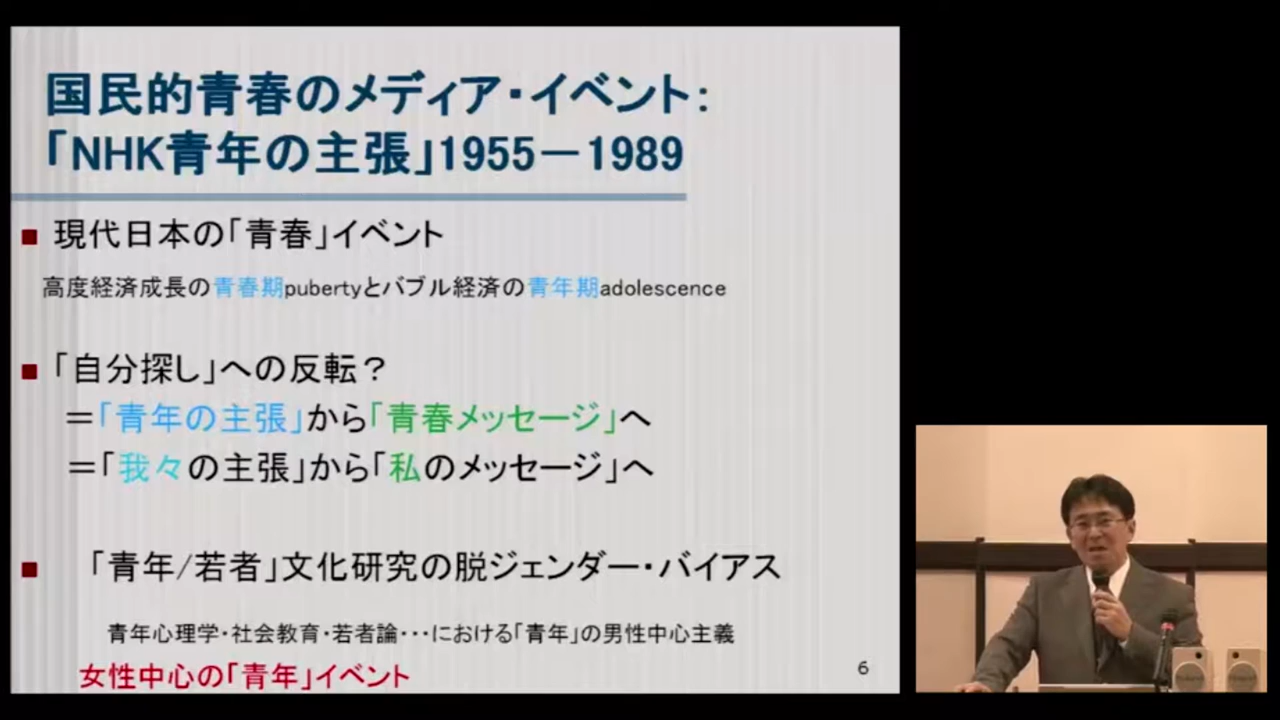 国民的青春のメディア・イベント:
「NHK青年の主張」1955－1989
■ 現代日本の「青春」イベント
高度経済成長の青春期pubertyとバブル経済の青年期adolescence
■ 「自分探し」への反転？
＝「青年の主張」から「青春メッセージ」へ
＝「我々の主張」から「私のメッセージ」へ
■ 「青年/若者」文化研究の脱ジェンダー・バイアス
青年心理学・社会教育・若者論･･･における「青年」の男性中心主義
女性中心の「青年」イベント
6